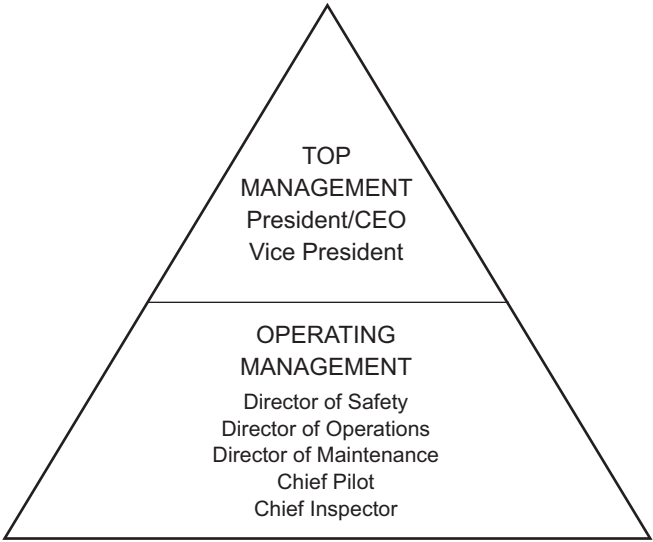 TOP
MANAGEMENT
President/CEO
Vice President
OPERATING
MANAGEMENT
Director of Safety
Director of Operations
Director of Maintenance
Chief Pilot
Chief Inspector